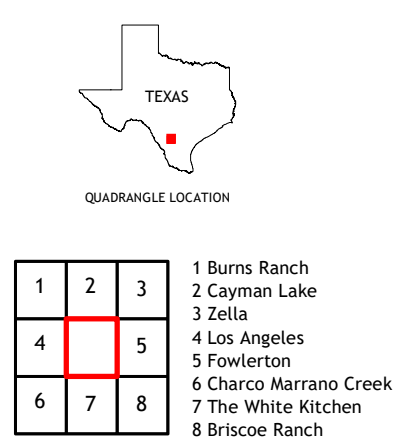 TEXAS
QUADRANGLE LOCATION
1 2 3
4 5
6 7 8
1 Burns Ranch
2 Cayman Lake
3 Zella
4 Los Angeles
5 Fowlerton
6 Charco Marrano Creek
7 The White Kitchen
8 Briscoe Ranch